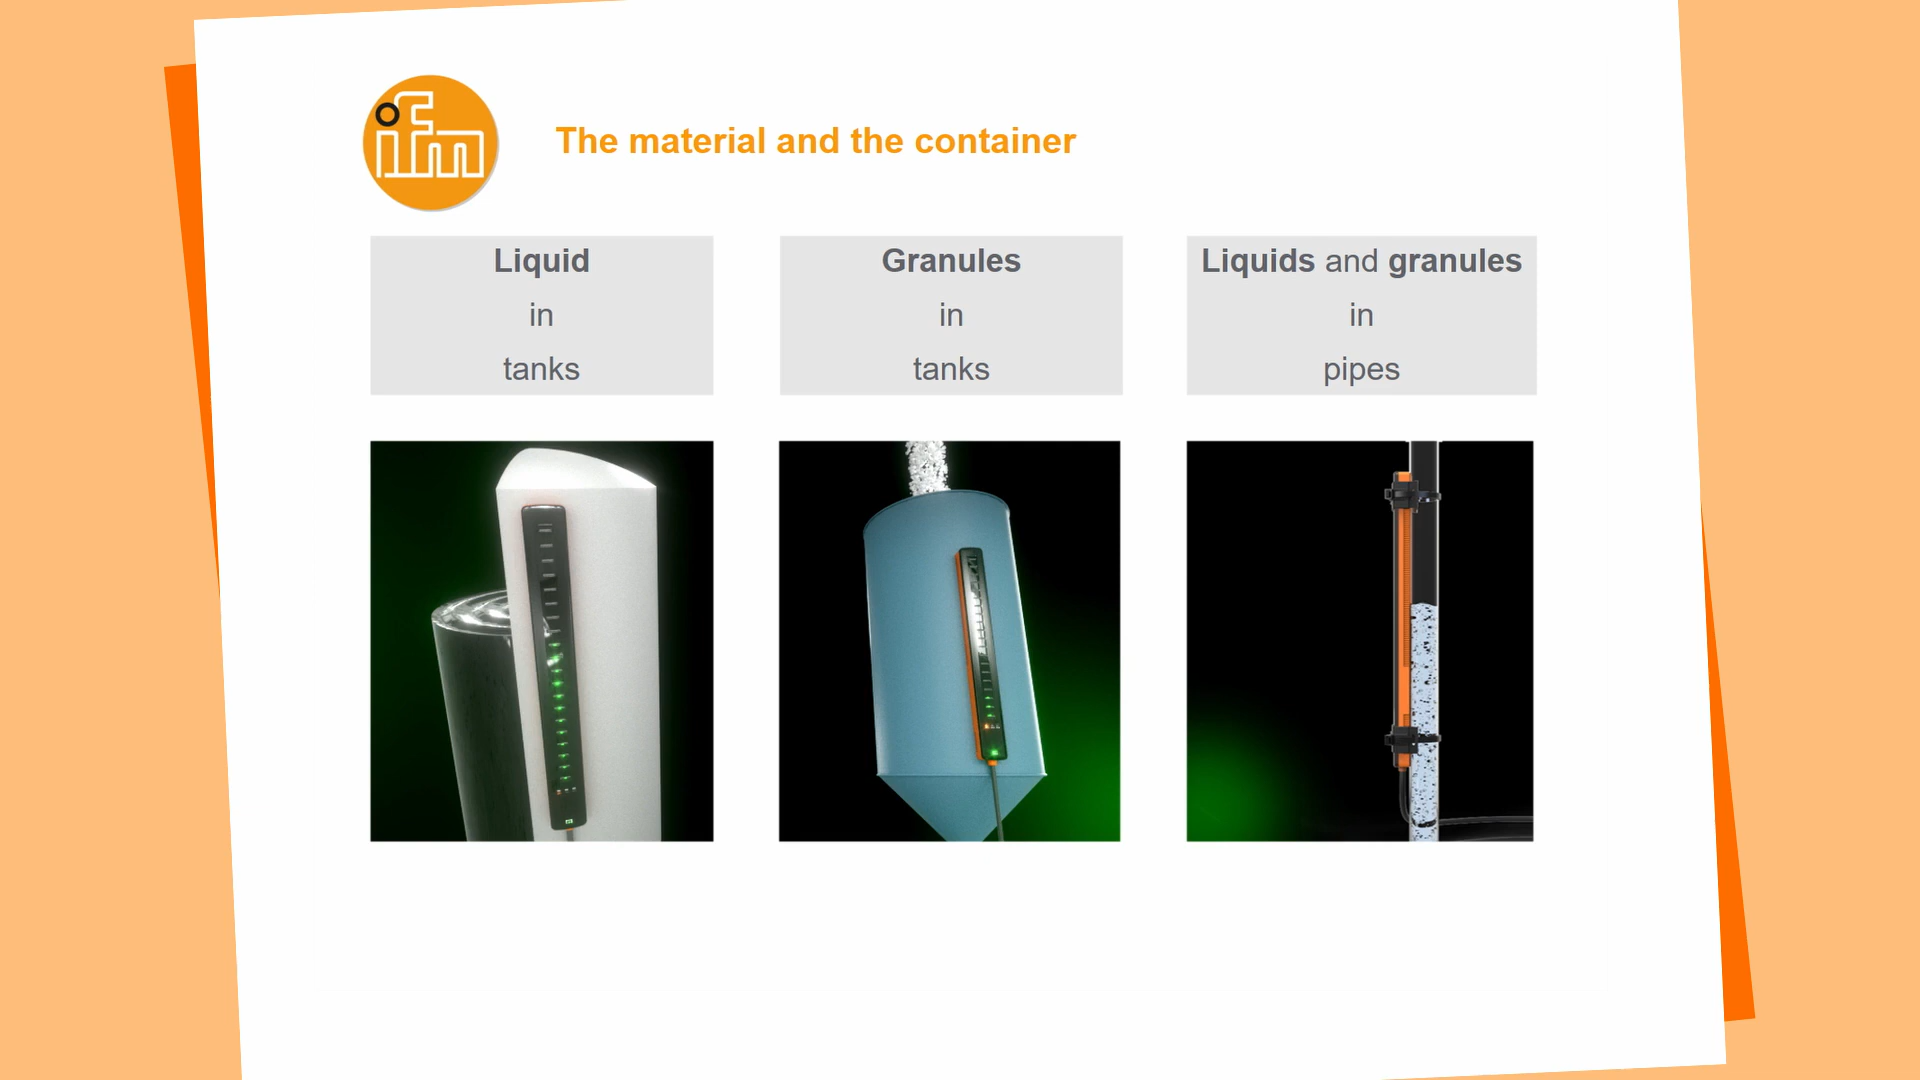 ifm
The material and the container
Liquid
in
tanks
Granules
in
tanks
Liquids and granules
in
pipes